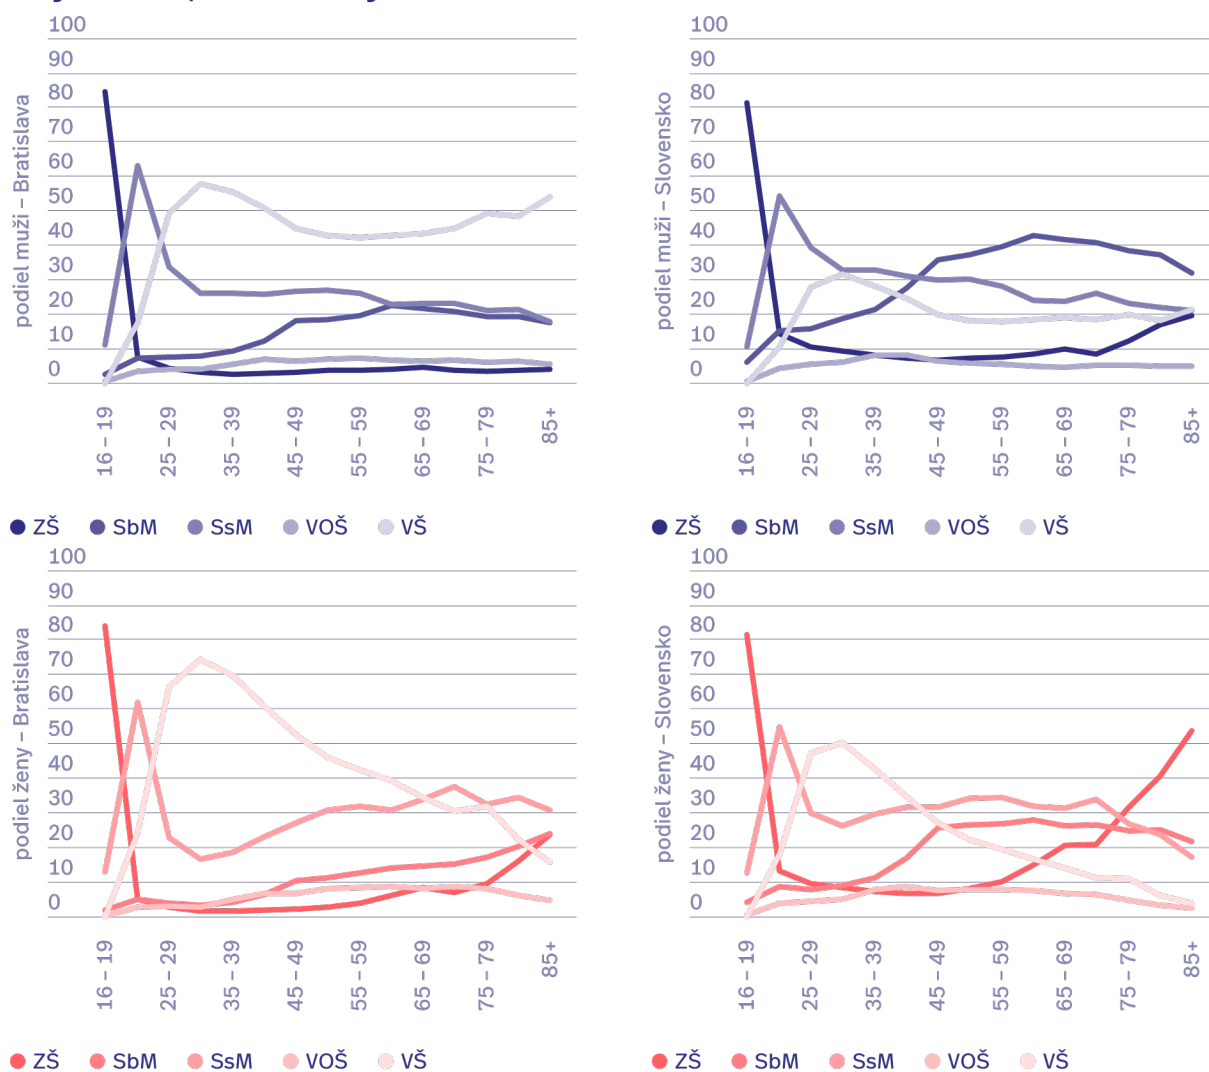 100 100
90 90
80 80
70 70
60 60
50 50
40 40
30 30
20 20
10 10
0 0
podiel muži – Bratislava
podiel muži – Slovensko
16 – 19 25 – 29 35 – 39 45 – 49 55 – 59 65 – 69 75 – 79 85+
16 – 19 25 – 29 35 – 39 45 – 49 55 – 59 65 – 69 75 – 79 85+
ZŠ SbM SsM VOŠ VŠ
ZŠ SbM SsM VOŠ VŠ
100 100
90 90
80 80
70 70
60 60
50 50
40 40
30 30
20 20
10 10
0 0
podiel ženy – Bratislava
podiel ženy – Slovensko
16 – 19 25 – 29 35 – 39 45 – 49 55 – 59 65 – 69 75 – 79 85+
16 – 19 25 – 29 35 – 39 45 – 49 55 – 59 65 – 69 75 – 79 85+
ZŠ SbM SsM VOŠ VŠ
ZŠ SbM SsM VOŠ VŠ